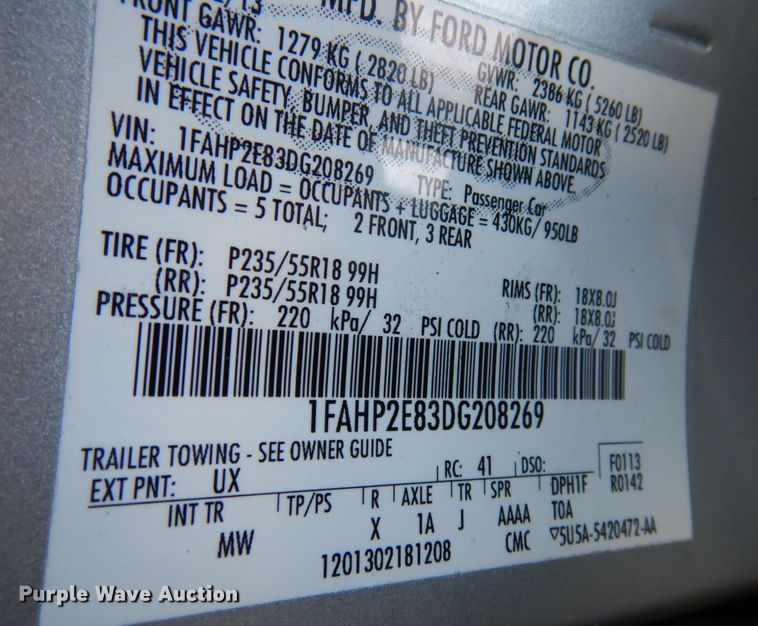 /13 MFD. BY FORD MOTOR CO.
FRONT GAWR: 1279 KG ( 2820 LB) GVWR: 2386 KG ( 5260 LB)
REAR GAWR: 1143 KG ( 2520 LB)
THIS VEHICLE CONFORMS TO ALL APPLICABLE FEDERAL MOTOR
VEHICLE SAFETY, BUMPER, AND THEFT PREVENTION STANDARDS
IN EFFECT ON THE DATE OF MANUFACTURE SHOWN ABOVE.
VIN: 1FAHP2E83DG208269 TYPE: Passenger Car
MAXIMUM LOAD = OCCUPANTS + LUGGAGE = 430KG/ 950LB
OCCUPANTS = 5 TOTAL; 2 FRONT, 3 REAR
TIRE (FR): P235/55R18 99H RIMS (FR): 18X8.0J
(RR): P235/55R18 99H (RR): 18X8.0J
PRESSURE (FR): 220 kPa/ 32 PSI COLD (RR): 220 kPa/ 32 PSI COLD
1FAHP2E83DG208269
TRAILER TOWING - SEE OWNER GUIDE
EXT PNT: UX RC: 41 DSO: F0113
R0142
INT TR TP/PS R AXLE TR SPR DPH1F
MW X 1A J AAAA TOA
1201302181208 CMC ▽5U5A-5420472-AA
Purple Wave Auction